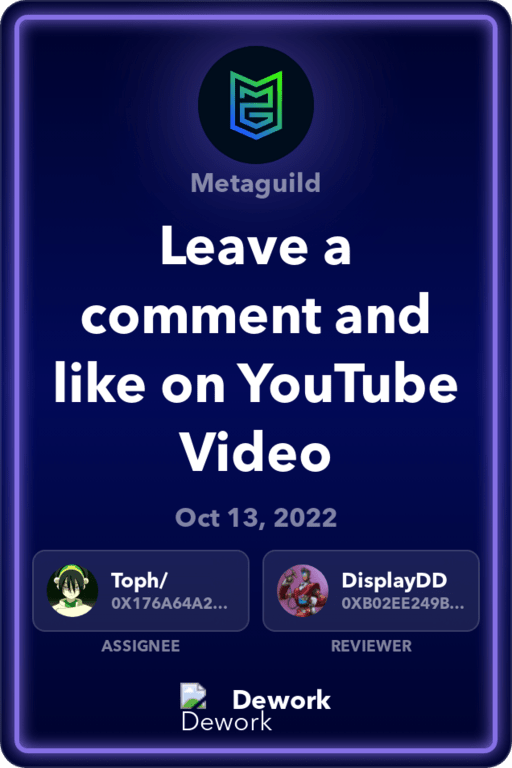 Metaguild
Leave a
comment and
like on YouTube
Video
Oct 13, 2022
Toph/
0X176A64A2...
DisplayDD
0XB02EE249B...
ASSIGNEE
REVIEWER
Dework
Dework